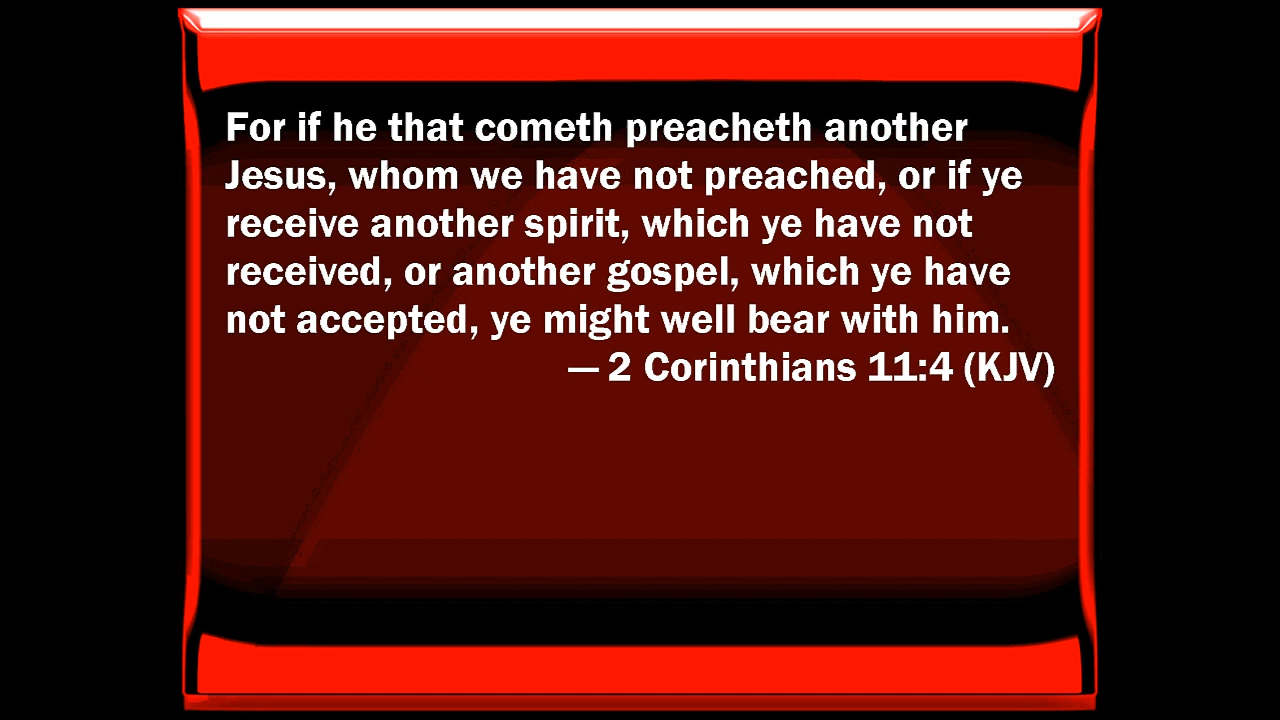 For if he that cometh preacheth another
Jesus, whom we have not preached, or if ye
receive another spirit, which ye have not
received, or another gospel, which ye have
not accepted, ye might well bear with him.
— 2 Corinthians 11:4 (KJV)